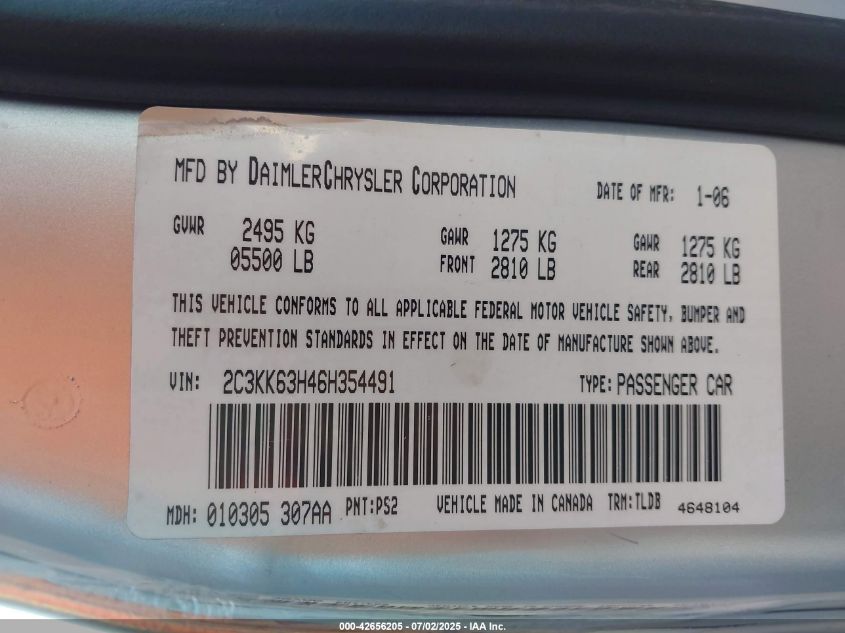 MFD BY DAIMLERCHRYSLER CORPORATION DATE OF MFR: 1-06
GVWR 2495 KG GAWR 1275 KG GAWR 1275 KG
05500 LB FRONT 2810 LB REAR 2810 LB
THIS VEHICLE CONFORMS TO ALL APPLICABLE FEDERAL MOTOR VEHICLE SAFETY, BUMPER AND
THEFT PREVENTION STANDARDS IN EFFECT ON THE DATE OF MANUFACTURE SHOWN ABOVE.
VIN: 2C3KK63H46H354491 TYPE: PASSENGER CAR
MDH: 010305 307AA PNT:PS2 VEHICLE MADE IN CANADA TRM:TLDB 4648104
000-42656205 - 07/02/2025 - IAA Inc.